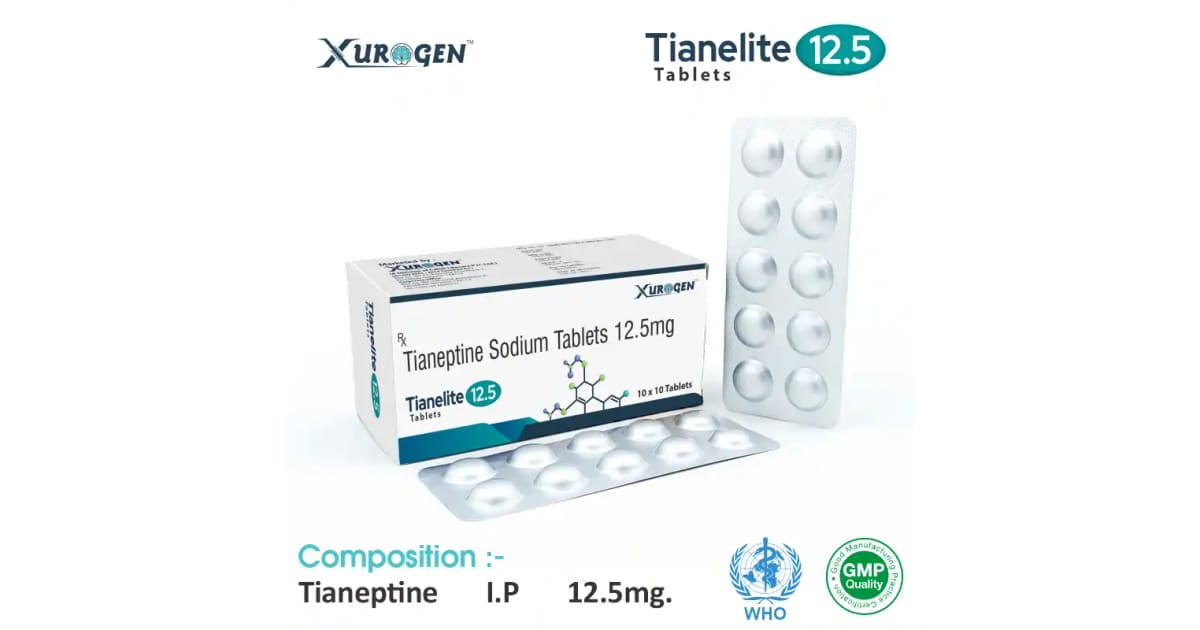 XUROGEN™
Tianelite 12.5
Tablets
Marketed by :-
XUROGEN
XUROGEN
Rx
Tianeptine Sodium Tablets 12.5mg
Tianelite 12.5
Tablets
10 x 10 Tablets
Tianelite 12.5
Tablets
Composition :-
Tianeptine I.P 12.5mg.
WHO
Good Manufacturing
Practice Certification
GMP
Quality